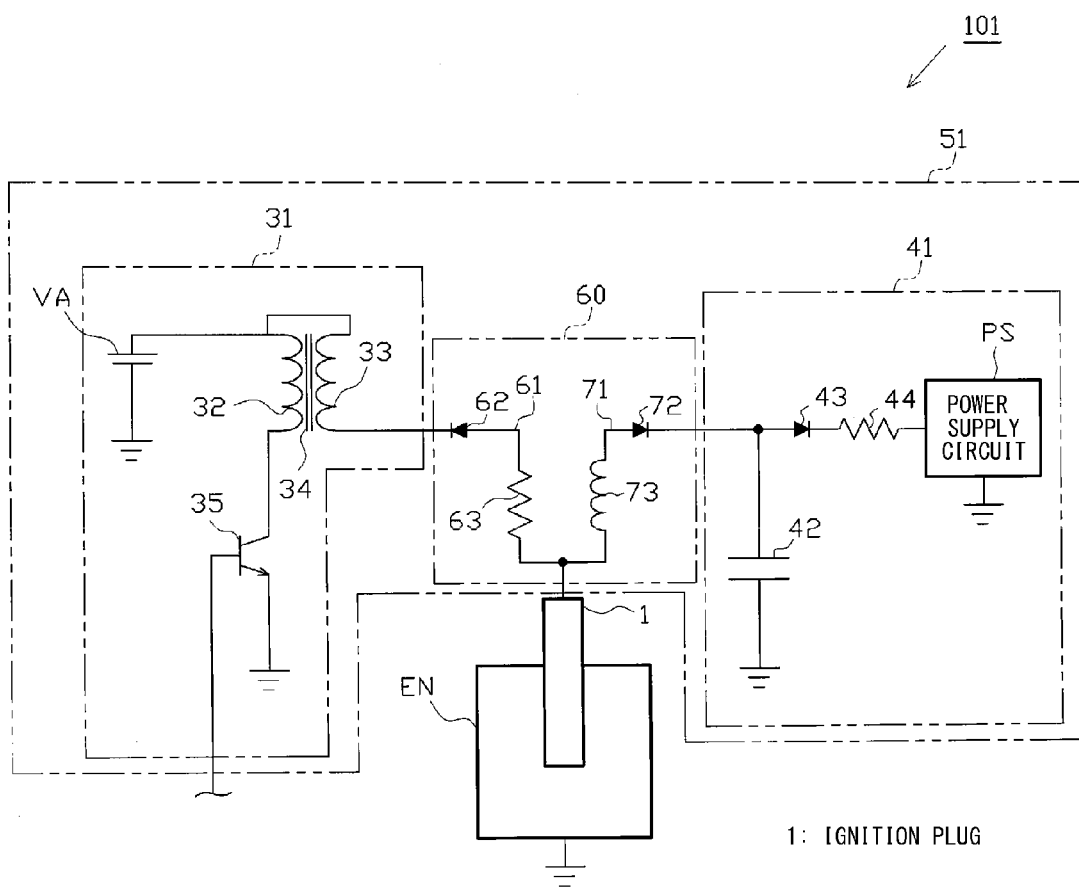 101
51
31
41
VA
60
PS
33
61
71
62
72
43
44
POWER
SUPPLY
CIRCUIT
32
34
63
73
35
42
1
EN
1: IGNITION PLUG